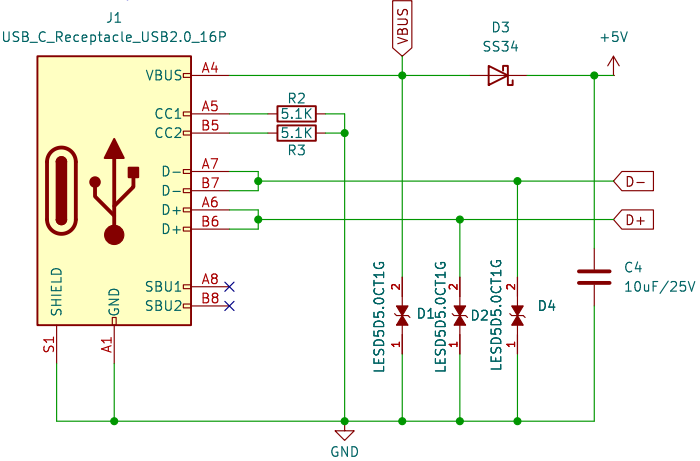 J1
USB_C_Receptacle_USB2.0_16P
VBUS
D3
SS34
+5V
VBUS
A4
CC1
A5
R2
5.1K
CC2
B5
5.1K
R3
D-
A7
D-
B7
D-
D+
A6
D+
B6
D+
SBU1
A8
SBU2
B8
SHIELD
GND
S1
A1
LESD5D5.0CT1G
2
D1
1
LESD5D5.0CT1G
2
D2
1
LESD5D5.0CT1G
2
D4
1
C4
10uF/25V
GND